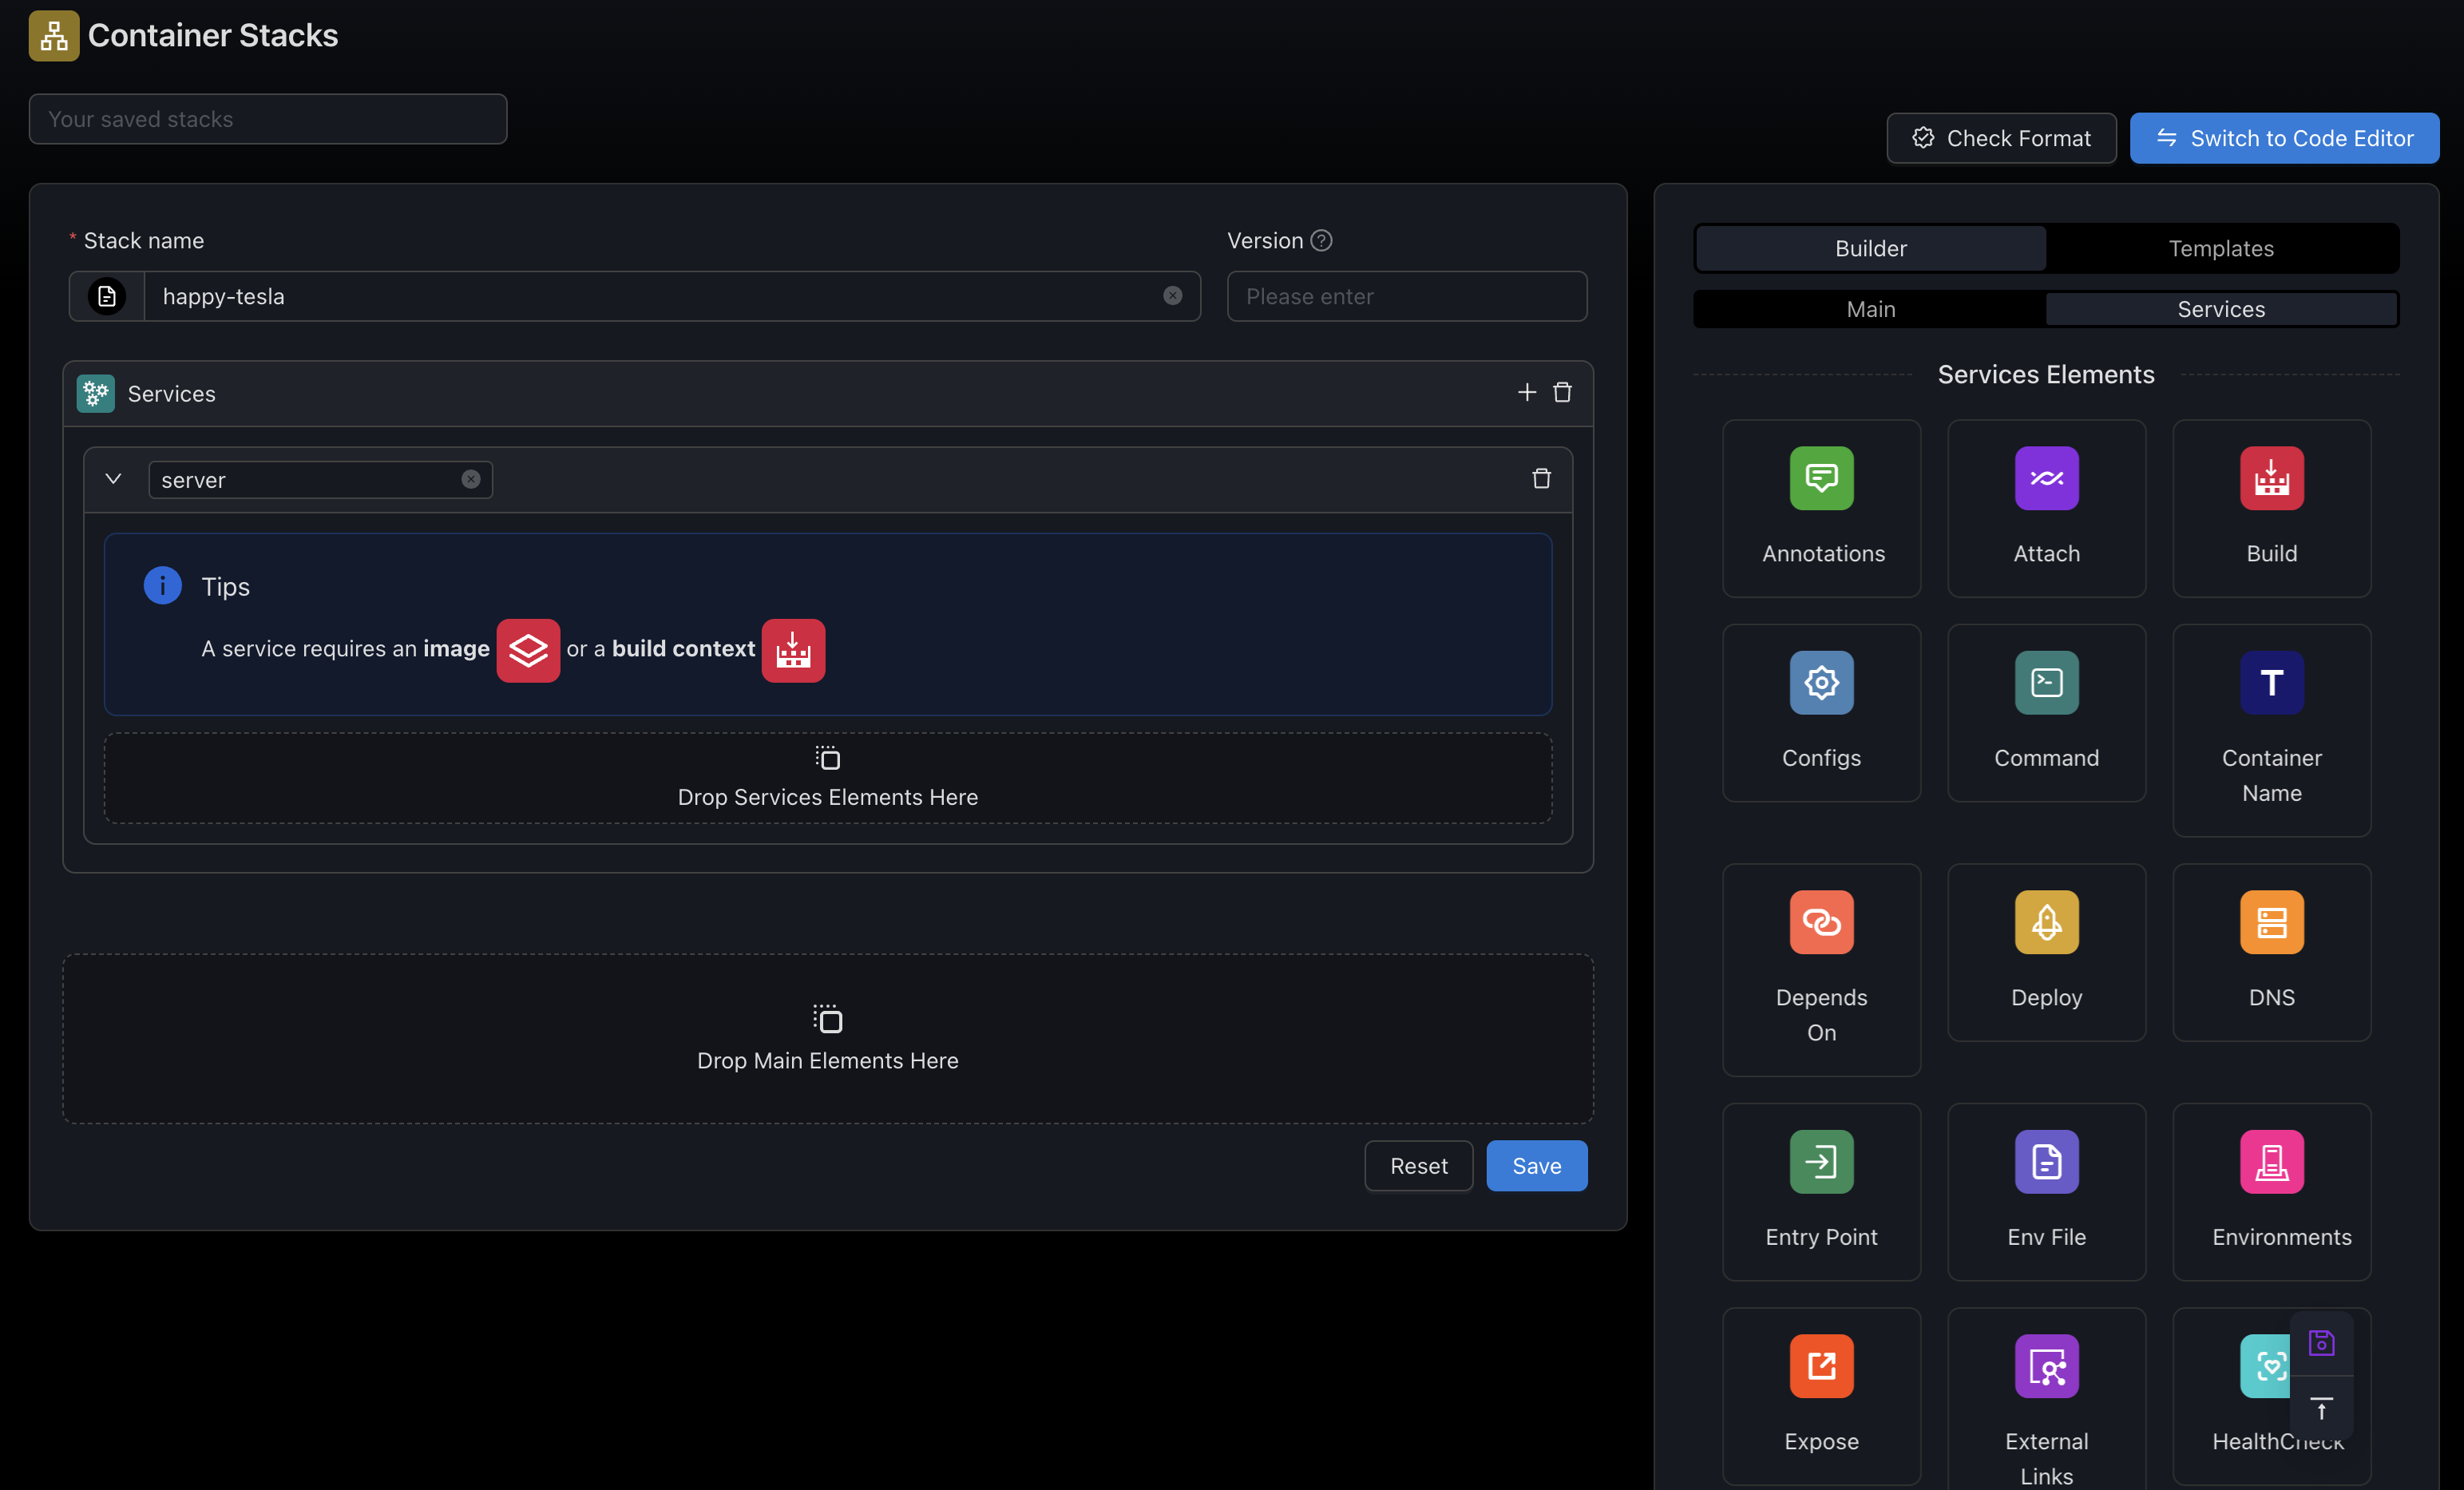 Container Stacks
Your saved stacks
Check Format
Switch to Code Editor
* Stack name
Version ?
happy-tesla
Please enter
Services
server
Tips
A service requires an image or a build context
Drop Services Elements Here
Drop Main Elements Here
Reset
Save
Builder
Templates
Main
Services
Services Elements
Annotations
Attach
Build
Configs
Command
Container
Name
Depends
On
Deploy
DNS
Entry Point
Env File
Environments
Expose
External
Links
HealthCheck